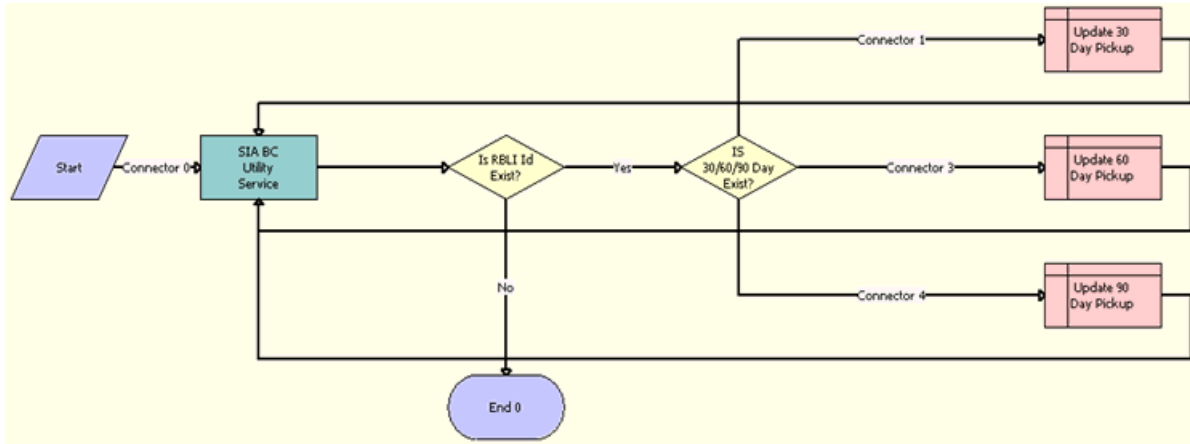 Connector 1
Update 30
Day Pickup
Start
Connector 0
SIA BC
Utility
Service
Is RBLI Id
Exist?
Yes
IS
30/60/90 Day
Exist?
Connector 3
Update 60
Day Pickup
No
Connector 4
Update 90
Day Pickup
End 0